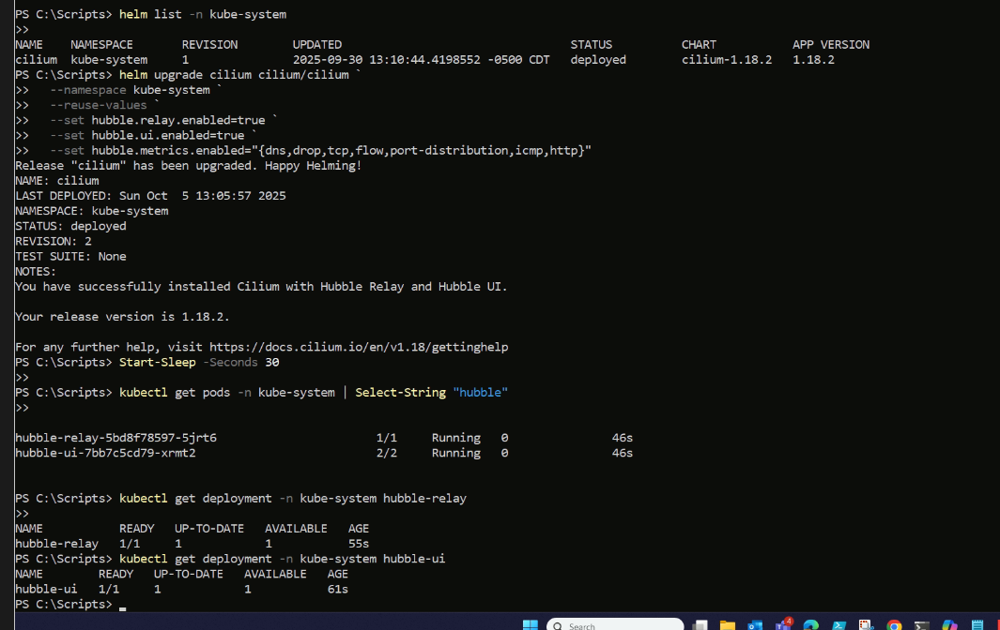 PS C:\Scripts> helm list -n kube-system
>>
NAME    NAMESPACE       REVISION        UPDATED                                 STATUS          CHART           APP VERSION
cilium  kube-system     1               2025-09-30 13:10:44.4198552 -0500 CDT   deployed        cilium-1.18.2   1.18.2
PS C:\Scripts> helm upgrade cilium cilium/cilium `
>>   --namespace kube-system `
>>   --reuse-values `
>>   --set hubble.relay.enabled=true `
>>   --set hubble.ui.enabled=true `
>>   --set hubble.metrics.enabled="{dns,drop,tcp,flow,port-distribution,icmp,http}"
Release "cilium" has been upgraded. Happy Helming!
NAME: cilium
LAST DEPLOYED: Sun Oct  5 13:05:57 2025
NAMESPACE: kube-system
STATUS: deployed
REVISION: 2
TEST SUITE: None
NOTES:
You have successfully installed Cilium with Hubble Relay and Hubble UI.

Your release version is 1.18.2.

For any further help, visit https://docs.cilium.io/en/v1.18/gettinghelp
PS C:\Scripts> Start-Sleep -Seconds 30
>>
PS C:\Scripts> kubectl get pods -n kube-system | Select-String "hubble"
>>

hubble-relay-5bd8f78597-5jrt6                       1/1     Running   0               46s
hubble-ui-7bb7c5cd79-xrmt2                          2/2     Running   0               46s

PS C:\Scripts> kubectl get deployment -n kube-system hubble-relay
>>
NAME           READY   UP-TO-DATE   AVAILABLE   AGE
hubble-relay   1/1     1            1           55s
PS C:\Scripts> kubectl get deployment -n kube-system hubble-ui
NAME        READY   UP-TO-DATE   AVAILABLE   AGE
hubble-ui   1/1     1            1           61s
PS C:\Scripts>
Search
4